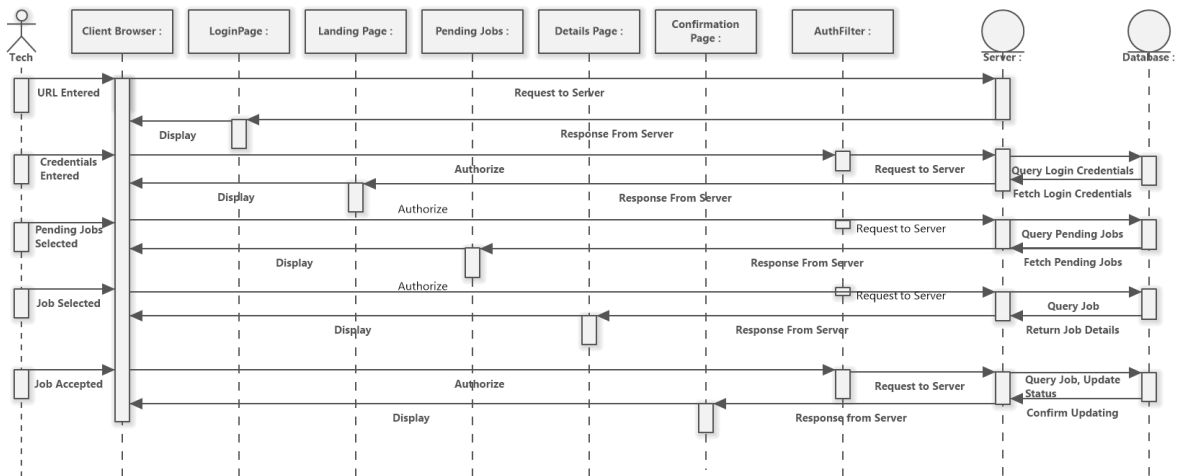 Client Browser :
LoginPage :
Landing Page :
Pending Jobs :
Details Page :
Confirmation
Page :
AuthFilter :
Tech
Server :
Database :
URL Entered
Request to Server
Display
Response From Server
Credentials
Entered
Authorize
Request to Server
Query Login Credentials
Display
Response From Server
Fetch Login Credentials
Authorize
Pending Jobs
Selected
Request to Server
Query Pending Jobs
Display
Response From Server
Fetch Pending Jobs
Authorize
Request to Server
Job Selected
Query Job
Display
Response From Server
Return Job Details
Job Accepted
Authorize
Request to Server
Query Job, Update
Status
Display
Response from Server
Confirm Updating